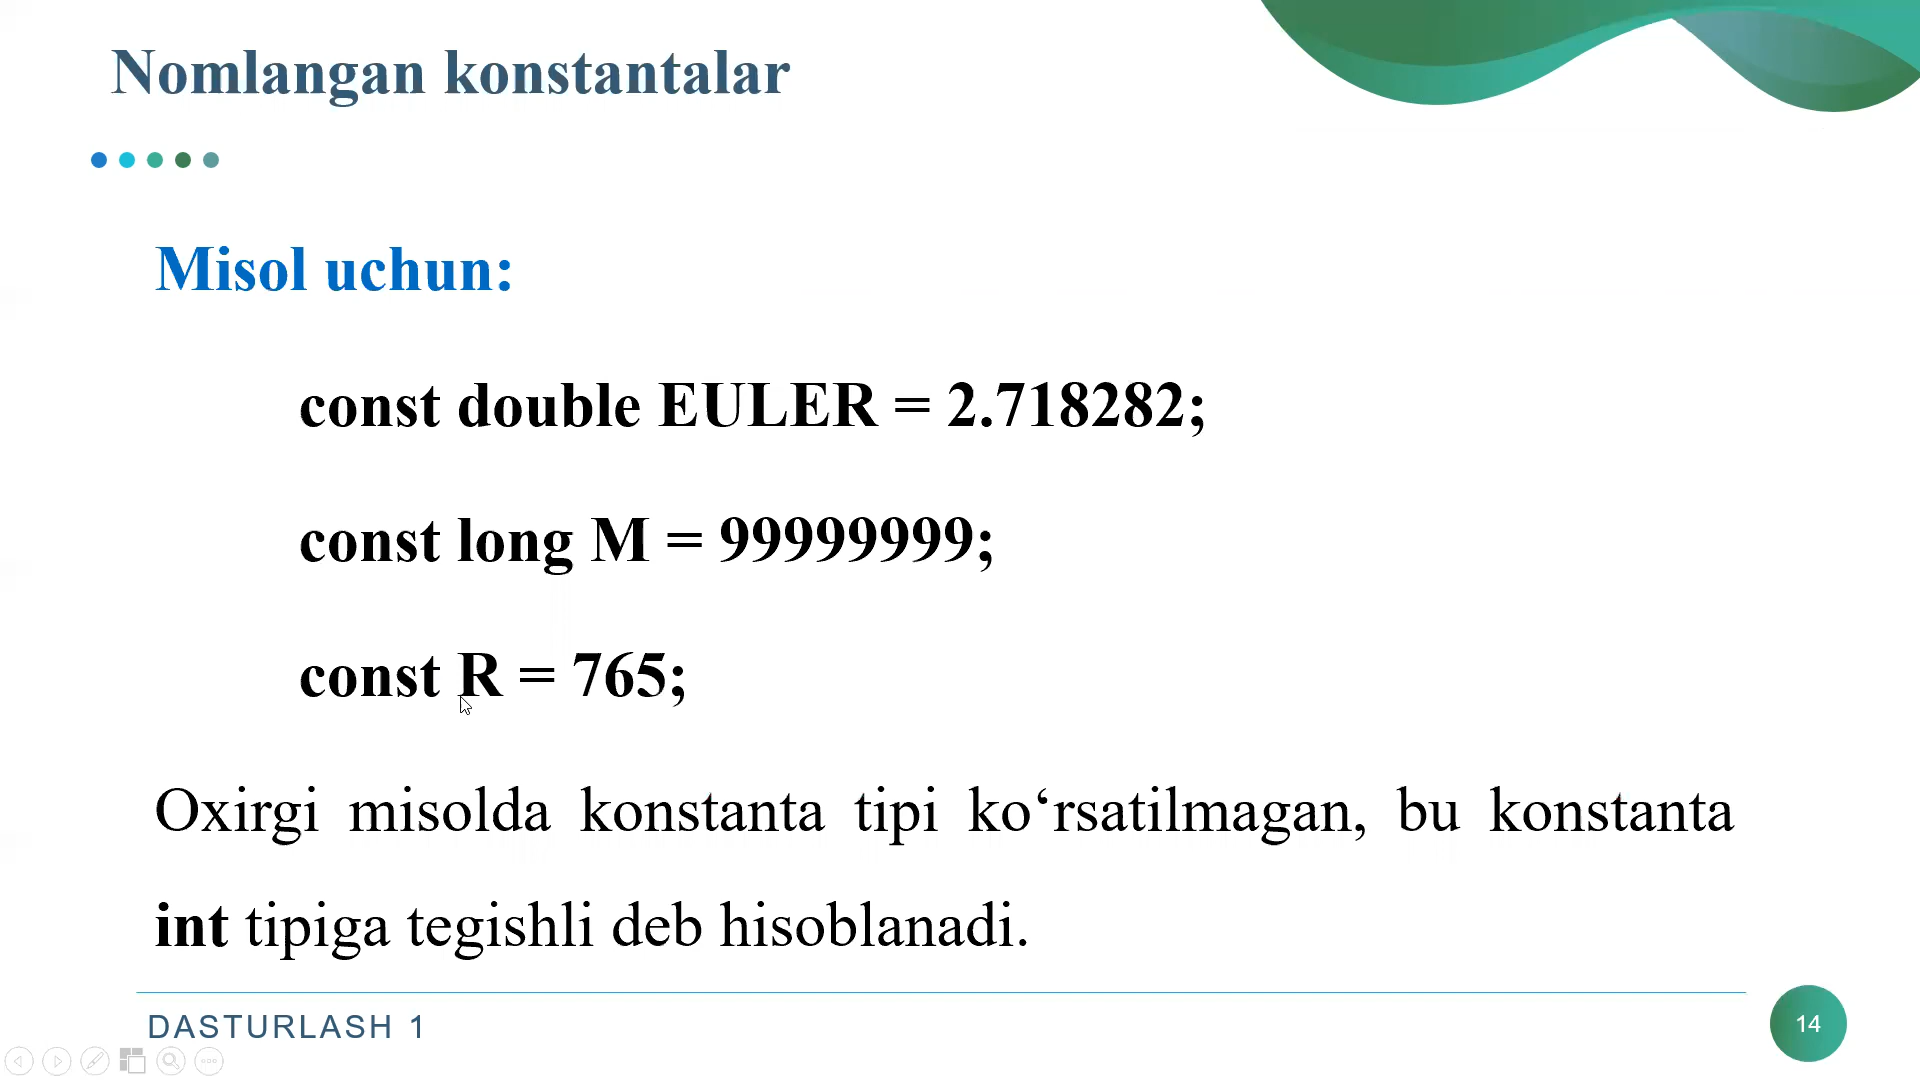 Nomlangan konstantalar
Misol uchun:
const double EULER = 2.718282;
const long M = 99999999;
const R = 765;
Oxirgi misolda konstanta tipi ko‘rsatilmagan, bu konstanta
int tipiga tegishli deb hisoblanadi.
DASTURLASH 1
14